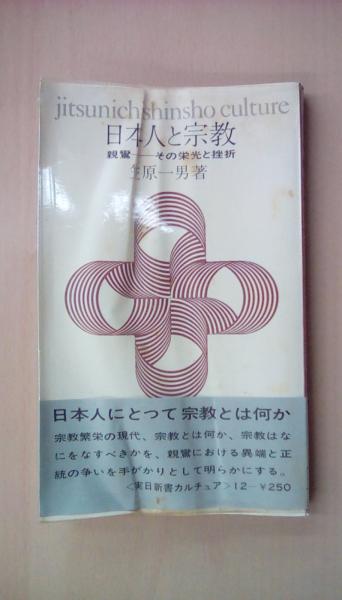 jitsunichishinsho culture
日本人と宗教
親鸞──その栄光と挫折
笠原一男著
日本人にとって宗教とは何か
宗教繁栄の現代、宗教とは何か、宗教はな
にをなすべきかを、親鸞における異端と正
統の争いを手がかりとして明らかにする。
<実日新書カルチュア>12─¥250